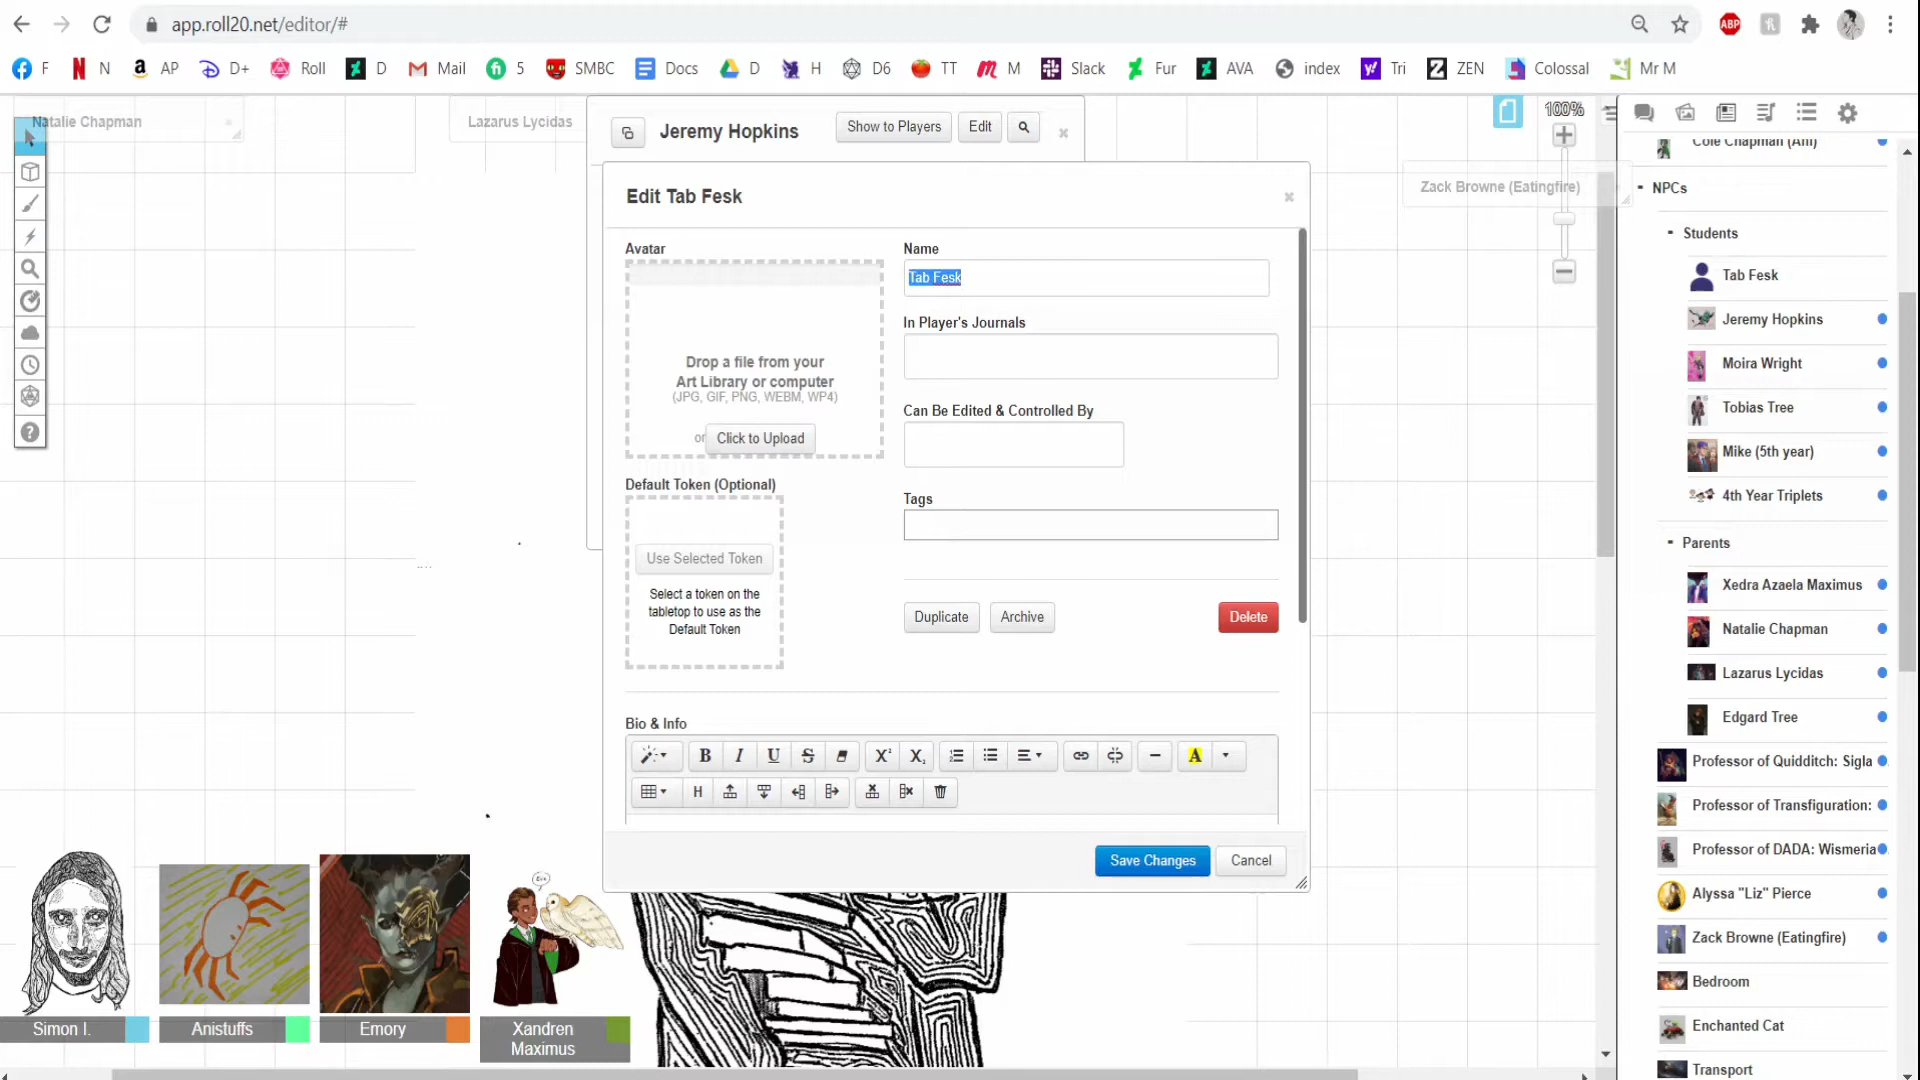 app.roll20.net/editor/#
ABP
F
N
AP
D+
Roll
D
Mail
5
SMBC
Docs
D
H
D6
TT
M
Slack
Fur
AVA
index
Tri
ZEN
Colossal
Mr M
Natalie Chapman
Lazarus Lycidas
Jeremy Hopkins
Show to Players
Edit
100%
Zack Browne (Eatingfire)
Edit Tab Fesk
Avatar
Drop a file from your
Art Library or computer
(JPG, GIF, PNG, WEBM, WP4)
or Click to Upload
Default Token (Optional)
Use Selected Token
Select a token on the
tabletop to use as the
Default Token
Name
Tab Fesk
In Player's Journals
Can Be Edited & Controlled By
Tags
Duplicate
Archive
Delete
Bio & Info
Save Changes
Cancel
Cole Chapman (Ani)
NPCs
Students
Tab Fesk
Jeremy Hopkins
Moira Wright
Tobias Tree
Mike (5th year)
4th Year Triplets
Parents
Xedra Azaela Maximus
Natalie Chapman
Lazarus Lycidas
Edgard Tree
Professor of Quidditch: Sigla
Professor of Transfiguration:
Professor of DADA: Wismeria
Alyssa "Liz" Pierce
Zack Browne (Eatingfire)
Bedroom
Enchanted Cat
Transport
Simon I.
Anistuffs
Emory
Xandren
Maximus